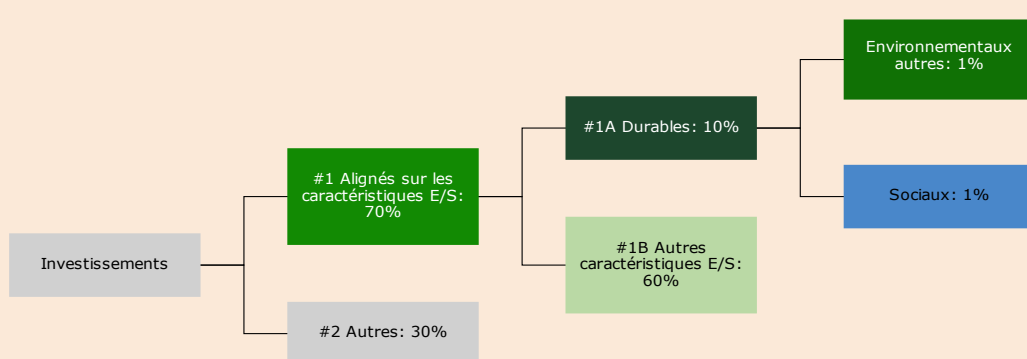 Environnementaux
autres: 1%
#1A Durables: 10%
#1 Alignés sur les
caractéristiques E/S:
70%
Sociaux: 1%
Investissements
#1B Autres
caractéristiques E/S:
60%
#2 Autres: 30%